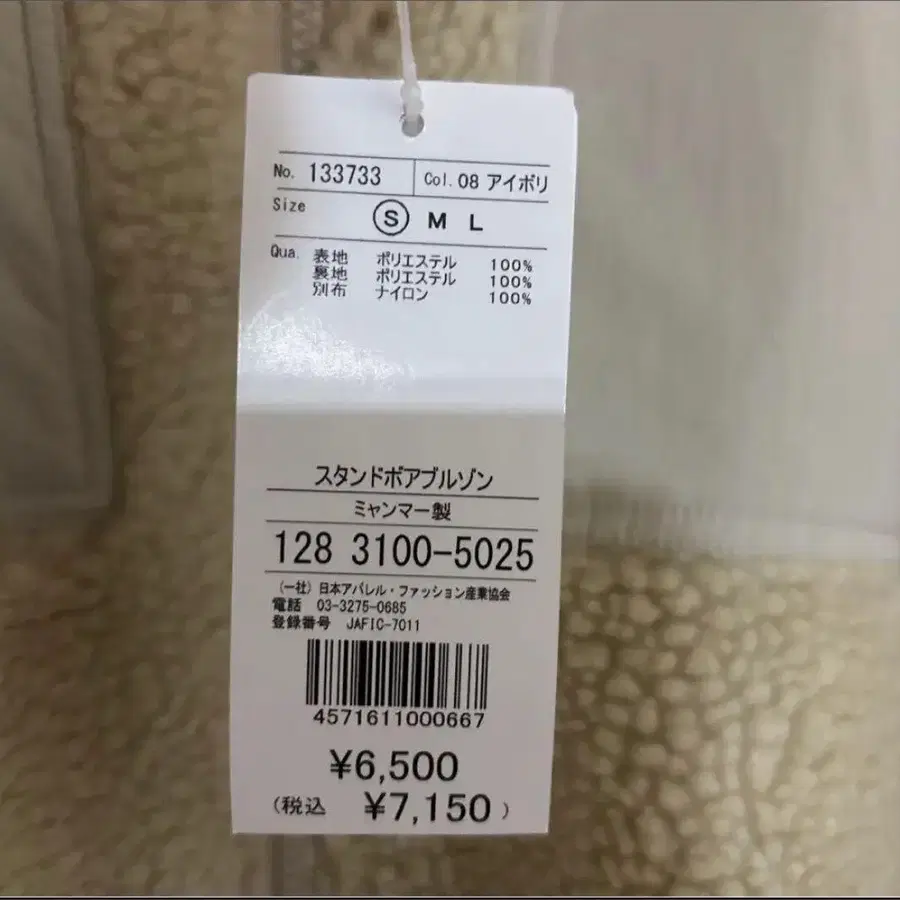 No. 133733 Col. 08 アイボリ
Size Ⓢ M L
Qua. 表地 ポリエステル 100%
裏地 ポリエステル 100%
別布 ナイロン 100%
スタンドボアブルゾン
ミャンマー製
128 3100-5025
(一社) 日本アパレル・ファッション産業協会
電話 03-3275-0685
登録番号 JAFIC-7011
4571611000667
¥6,500
(税込 ¥7,150)